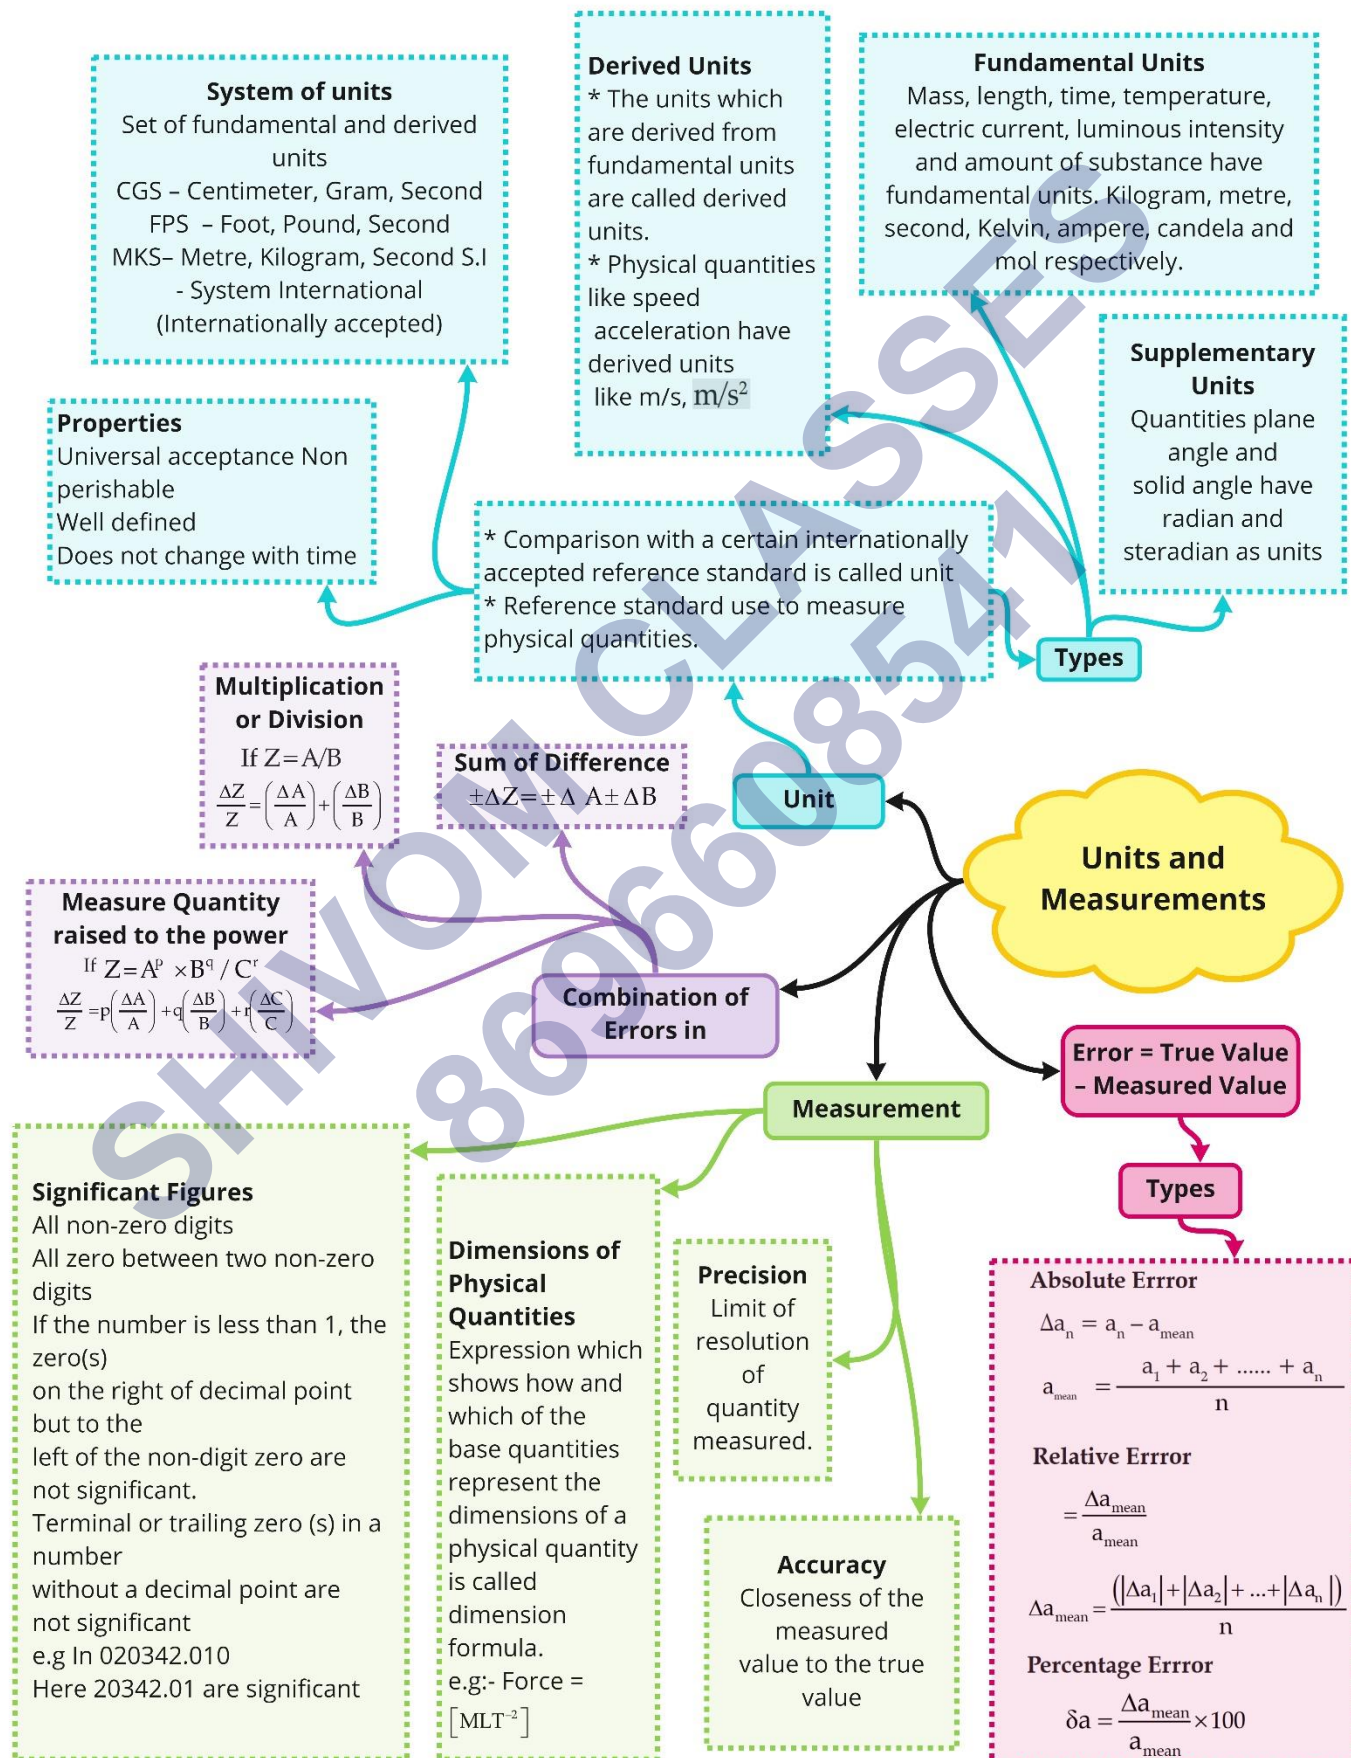 System of units
Set of fundamental and derived
units
CGS – Centimeter, Gram, Second
FPS – Foot, Pound, Second
MKS– Metre, Kilogram, Second S.I
- System International
(Internationally accepted)
Derived Units
* The units which
are derived from
fundamental units
are called derived
units.
* Physical quantities
like speed
acceleration have
derived units
like m/s, m/s²
Fundamental Units
Mass, length, time, temperature,
electric current, luminous intensity
and amount of substance have
fundamental units. Kilogram, metre,
second, Kelvin, ampere, candela and
mol respectively.
Supplementary
Units
Quantities plane
angle and
solid angle have
radian and
steradian as units
Properties
Universal acceptance Non
perishable
Well defined
Does not change with time
* Comparison with a certain internationally
accepted reference standard is called unit
* Reference standard use to measure
physical quantities.
Types
Unit
Multiplication
or Division
If Z=A/B
ΔZ/Z=(ΔA/A)+(ΔB/B)
Sum of Difference
±ΔZ=±Δ A±ΔB
Units and
Measurements
Measure Quantity
raised to the power
If Z=Aᵖ ×B^q / Cʳ
ΔZ/Z =p(ΔA/A)+q(ΔB/B)+r(ΔC/C)
Combination of
Errors in
Error = True Value
– Measured Value
Measurement
Types
Significant Figures
All non-zero digits
All zero between two non-zero
digits
If the number is less than 1, the
zero(s)
on the right of decimal point
but to the
left of the non-digit zero are
not significant.
Terminal or trailing zero (s) in a
number
without a decimal point are
not significant
e.g In 020342.010
Here 20342.01 are significant
Dimensions of
Physical
Quantities
Expression which
shows how and
which of the
base quantities
represent the
dimensions of a
physical quantity
is called
dimension
formula.
e.g:- Force =
[MLT⁻²]
Precision
Limit of
resolution
of
quantity
measured.
Accuracy
Closeness of the
measured
value to the true
value
Absolute Errror
Δaₙ = aₙ – a_mean
a_mean = (a₁ + a₂ + ...... + aₙ)/n
Relative Errror
= Δa_mean/a_mean
Δa_mean = (|Δa₁|+|Δa₂|+...+|Δaₙ|)/n
Percentage Errror
δa = Δa_mean/a_mean ×100
SHIVOM CLASSES
8696608541